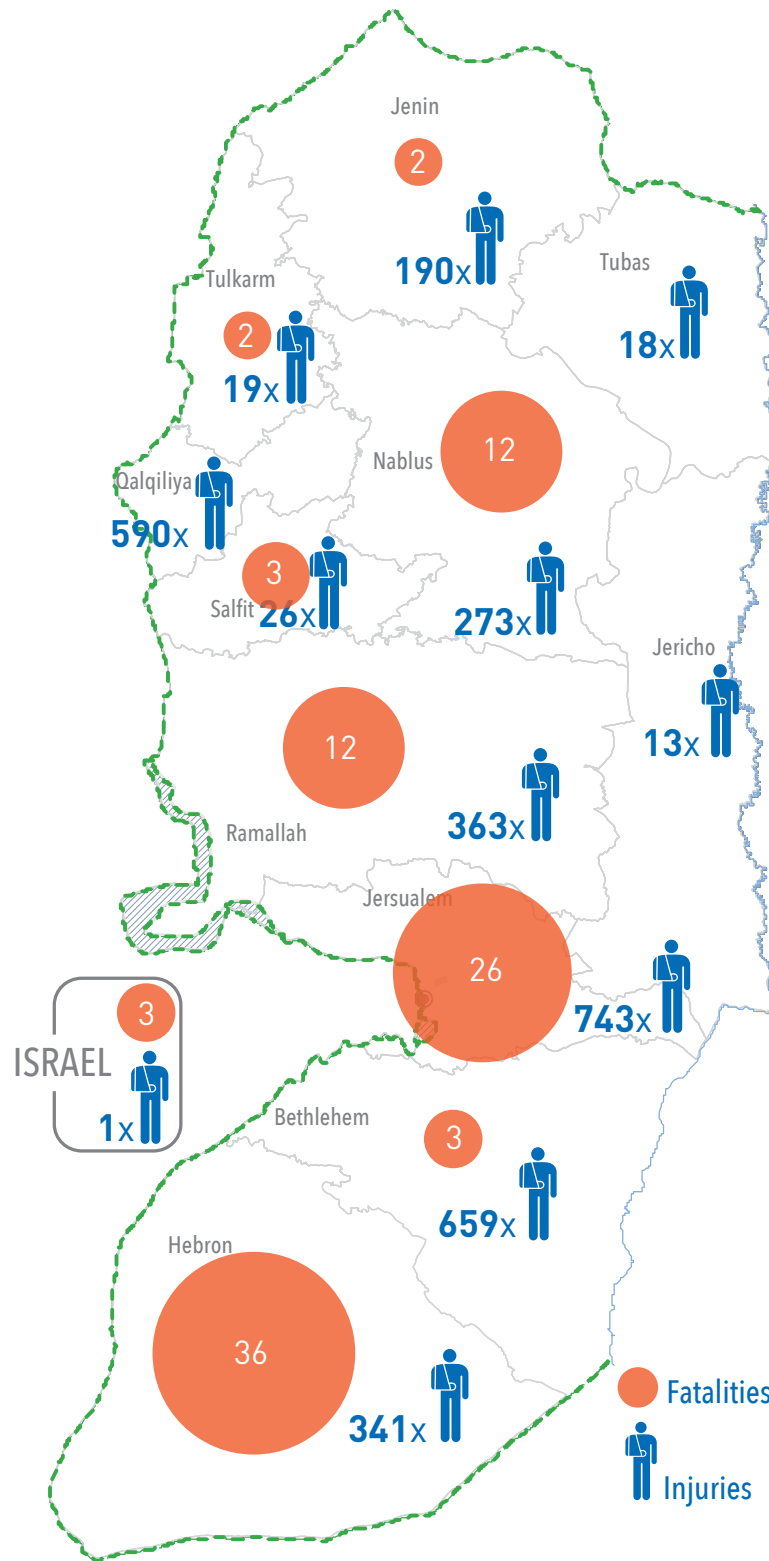 Jenin
2
190x
Tubas
18x
Tulkarm
2
19x
Nablus
12
273x
Qalqiliya
590x
3
Salfit 26x
Jericho
13x
12
363x
Ramallah
Jersualem
26
743x
3
ISRAEL
1x
Bethlehem
3
659x
Hebron
36
341x
Fatalities
Injuries